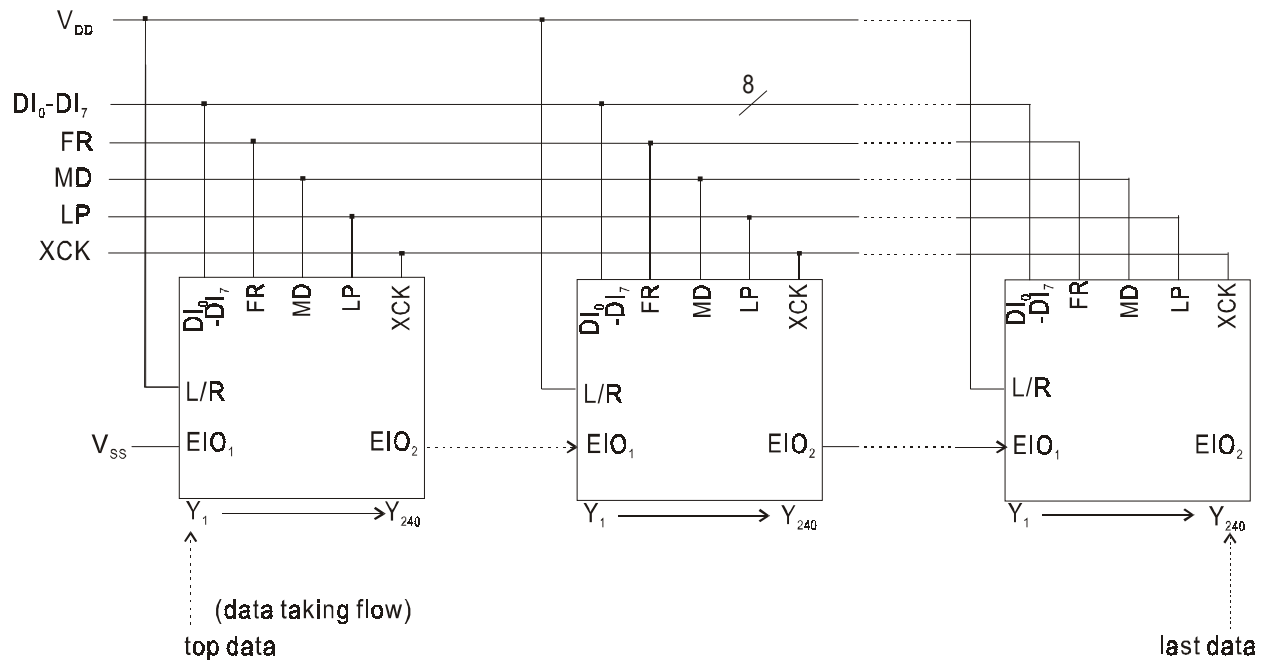 V_DD
8
DI₀-DI₇
FR
MD
LP
XCK
DI₀-DI₇ FR MD LP XCK
DI₀-DI₇ FR MD LP XCK
DI₀-DI₇ FR MD LP XCK
L/R
L/R
L/R
V_SS EIO₁ EIO₂ EIO₁ EIO₂ EIO₁ EIO₂
Y₁ Y₂₄₀ Y₁ Y₂₄₀ Y₁ Y₂₄₀
(data taking flow)
top data last data